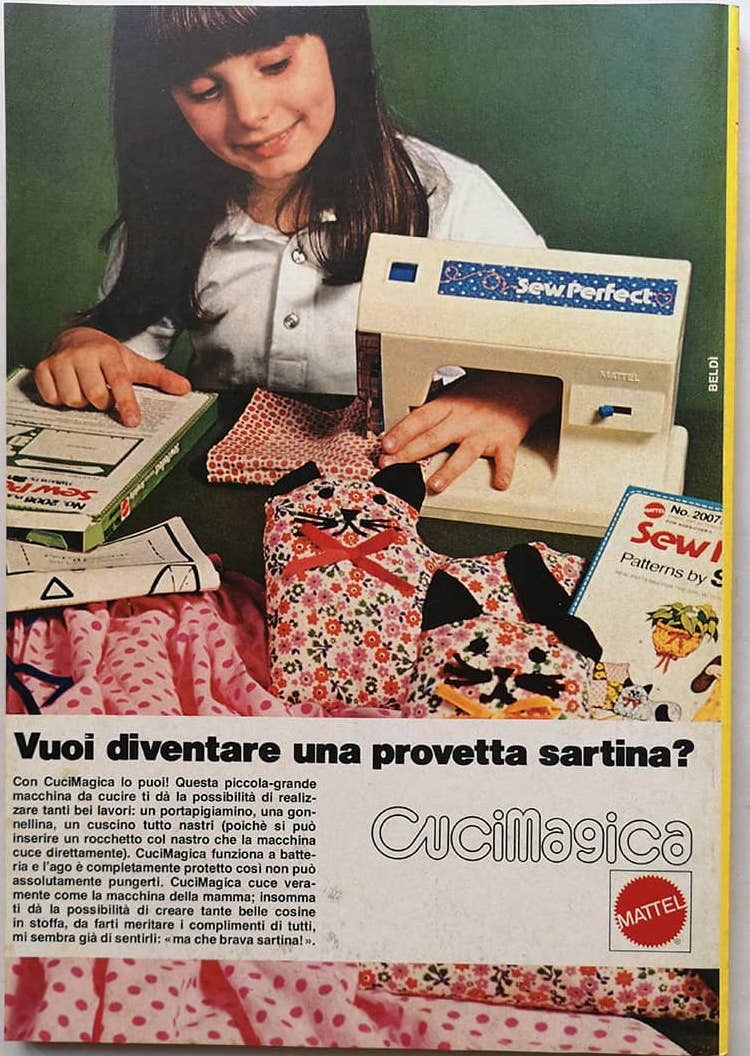 Sew Perfect
MATTEL
BELDÌ
No. 2006
Sew
MATTEL
No. 2007
Sew
Patterns by S
Vuoi diventare una provetta sartina?
Con CuciMagica lo puoi! Questa piccola-grande
macchina da cucire ti dà la possibilità di realiz-
zare tanti bei lavori: un portapigiamino, una gon-
nellina, un cuscino tutto nastri (poichè si può
inserire un rocchetto col nastro che la macchina
cuce direttamente). CuciMagica funziona a batte-
ria e l'ago è completamente protetto così non può
assolutamente pungerti. CuciMagica cuce vera-
mente come la macchina della mamma; insomma
ti dà la possibilità di creare tante belle cosine
in stoffa, da farti meritare i complimenti di tutti,
mi sembra già di sentirli: «ma che brava sartina!».
CuciMagica
MATTEL
®